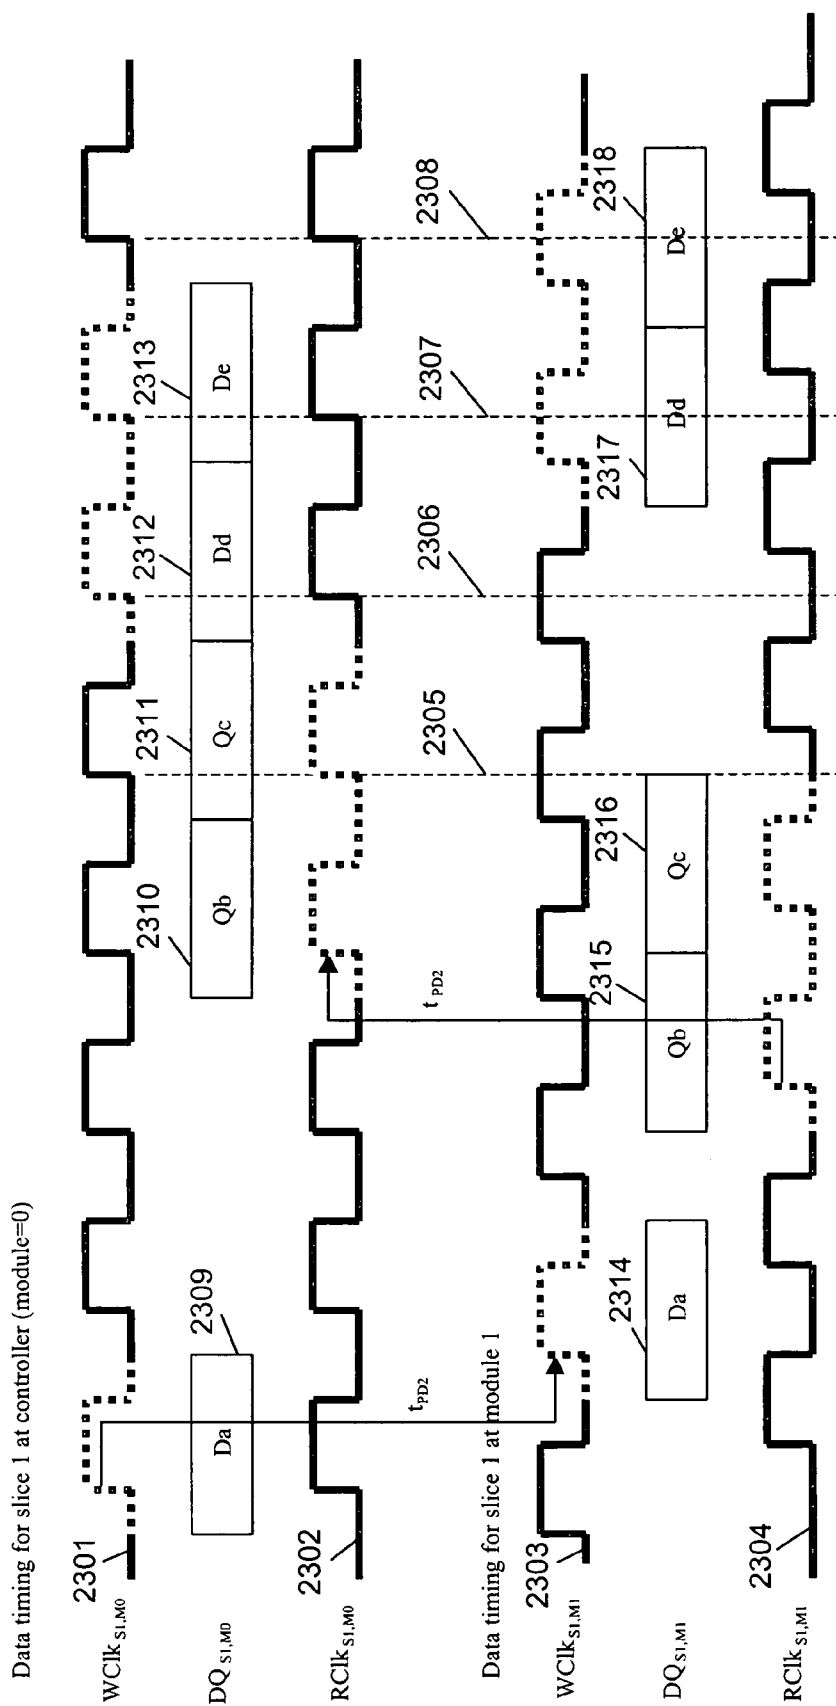 Data timing for slice 1 at controller (module=0)
WClk S1,M0
2301
DQ S1,M0
Da
2309
2310
Qb
2311
Qc
2312
Dd
2313
De
RClk S1,M0
2302
tPD2
t PD2
2305
2306
2307
2308
Data timing for slice 1 at module 1
WClk S1,M1
2303
DQ S1,M1
Da
2314
Qb
2315
Qc
2316
Dd
2317
De
2318
RClk S1,M1
2304